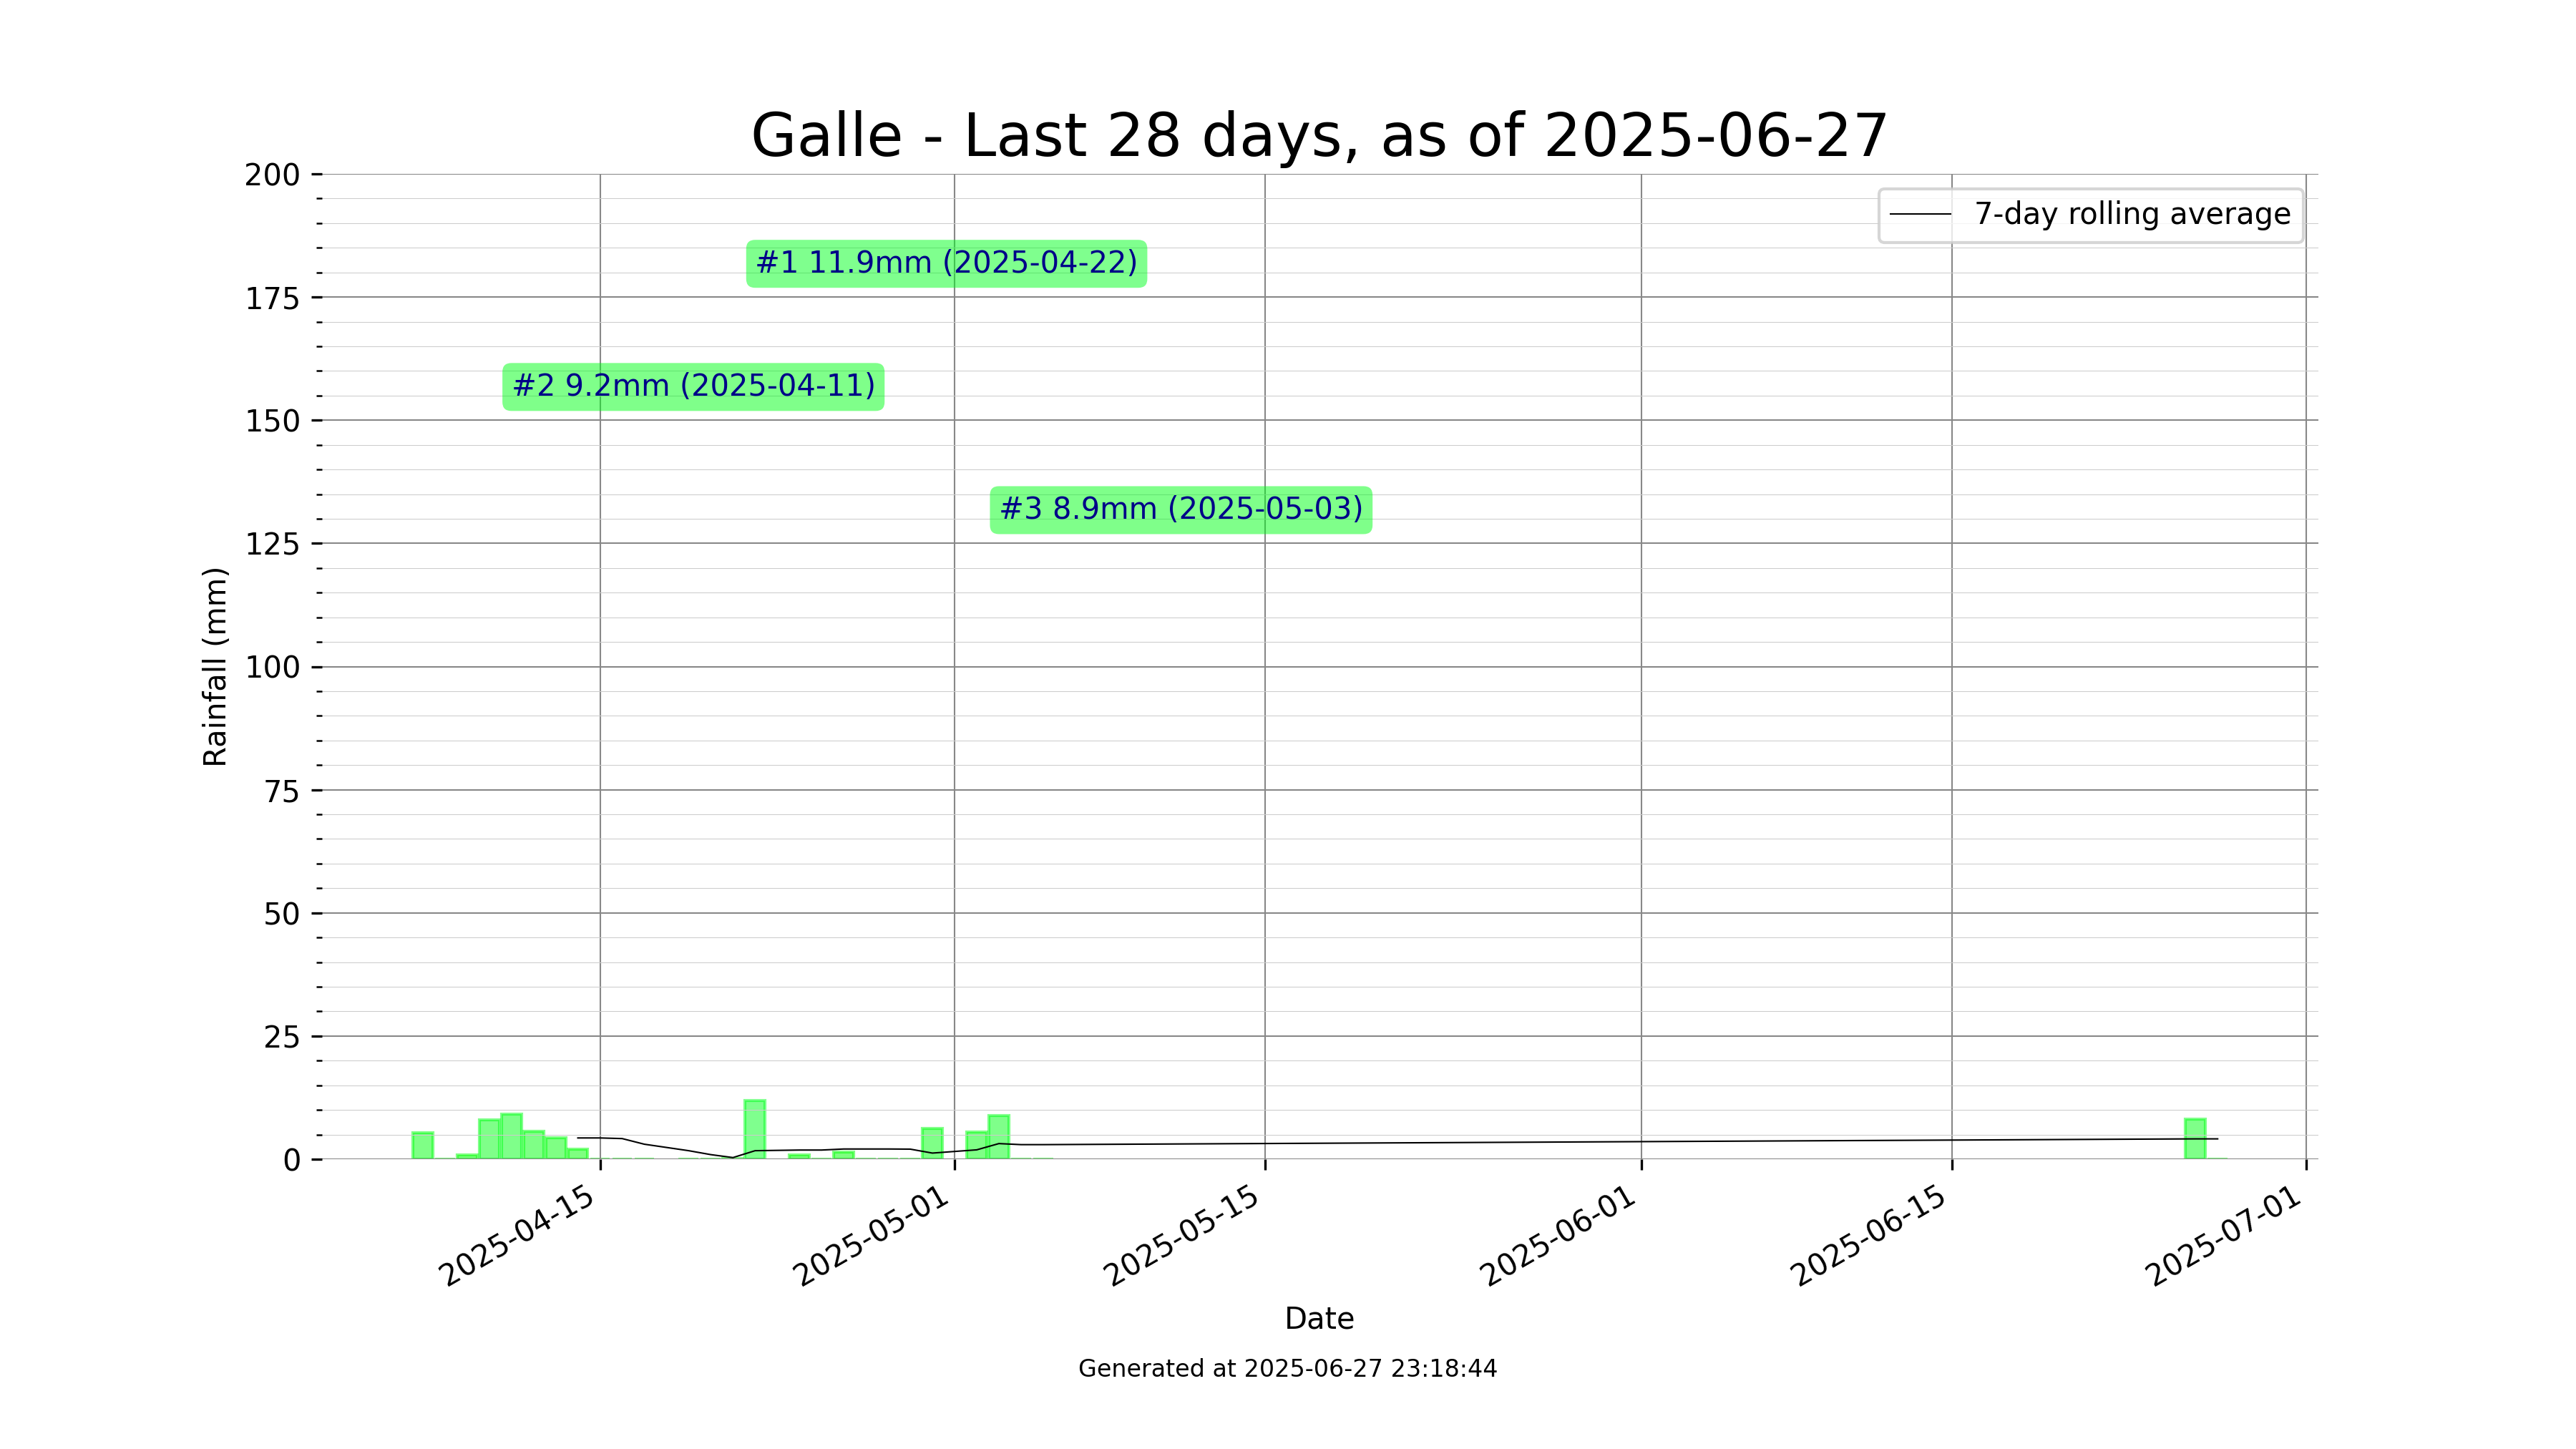 Galle - Last 28 days, as of 2025-06-27
200
7-day rolling average
#1 11.9mm (2025-04-22)
175
#2 9.2mm (2025-04-11)
150
#3 8.9mm (2025-05-03)
125
Rainfall (mm)
100
75
50
25
0
2025-04-15
2025-05-01
2025-05-15
2025-06-01
2025-06-15
2025-07-01
Date
Generated at 2025-06-27 23:18:44